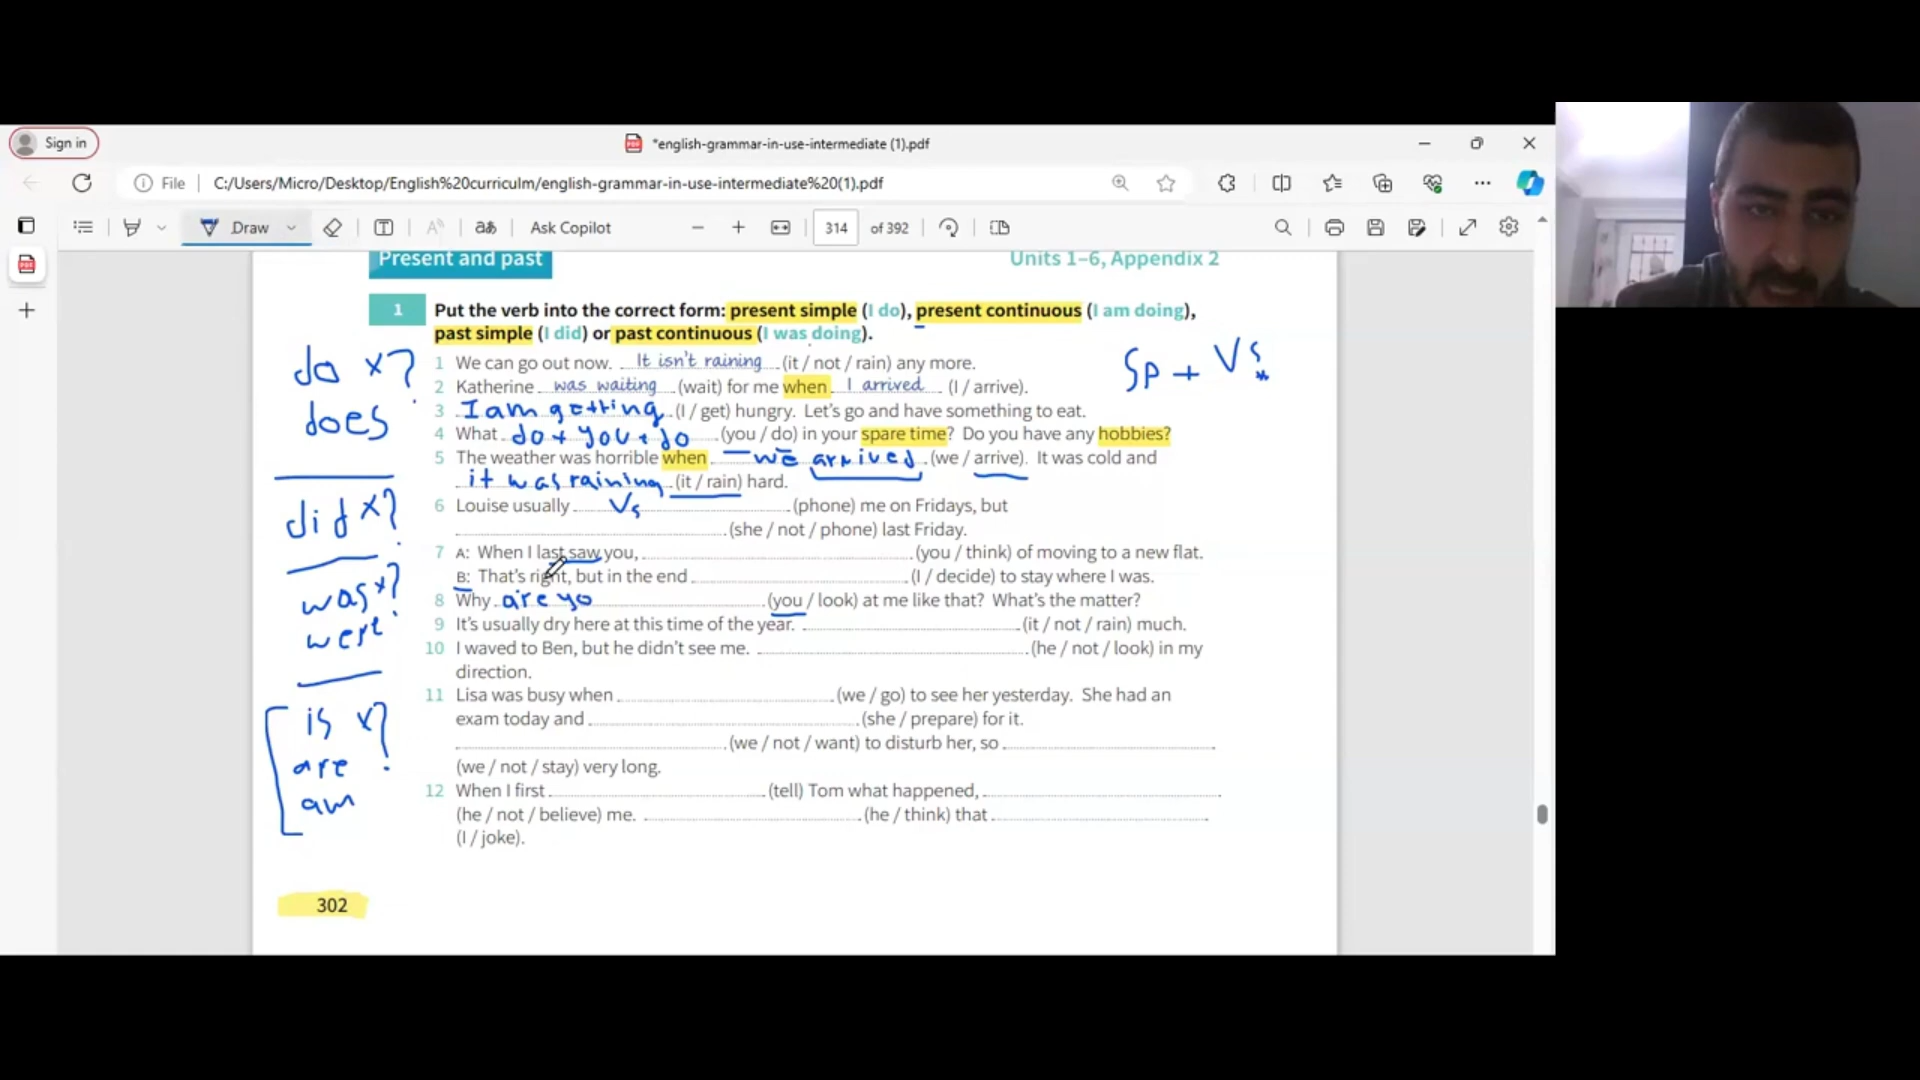 Sign in
*english-grammar-in-use-intermediate (1).pdf
File C:/Users/Micro/Desktop/English%20curriculm/english-grammar-in-use-intermediate%20(1).pdf
Draw Ask Copilot 314 of 392
Present and past Units 1–6, Appendix 2
1 Put the verb into the correct form: present simple (I do), present continuous (I am doing),
past simple (I did) or past continuous (I was doing).
1 We can go out now. It isn't raining (it / not / rain) any more.
2 Katherine was waiting (wait) for me when I arrived (I / arrive).
3 I am getting (I / get) hungry. Let's go and have something to eat.
4 What do + you + do (you / do) in your spare time? Do you have any hobbies?
5 The weather was horrible when we arrived (we / arrive). It was cold and
it was raining (it / rain) hard.
6 Louise usually Vs (phone) me on Fridays, but
(she / not / phone) last Friday.
7 A: When I last saw you, (you / think) of moving to a new flat.
B: That's right, but in the end (I / decide) to stay where I was.
8 Why are yo (you / look) at me like that? What's the matter?
9 It's usually dry here at this time of the year. (it / not / rain) much.
10 I waved to Ben, but he didn't see me. (he / not / look) in my
direction.
11 Lisa was busy when (we / go) to see her yesterday. She had an
exam today and (she / prepare) for it.
(we / not / want) to disturb her, so
(we / not / stay) very long.
12 When I first (tell) Tom what happened,
(he / not / believe) me. (he / think) that
(I / joke).
302
do x?
does
did x?
was x?
were
is x?
are
am
Sp + Vs